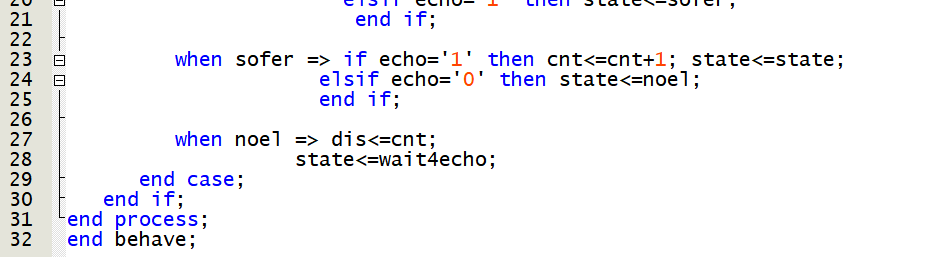 20 elsif echo='1' then state<=sofer;
21 end if;
22
23 when sofer => if echo='1' then cnt<=cnt+1; state<=state;
24 elsif echo='0' then state<=noel;
25 end if;
26
27 when noel => dis<=cnt;
28 state<=wait4echo;
29 end case;
30 end if;
31 end process;
32 end behave;